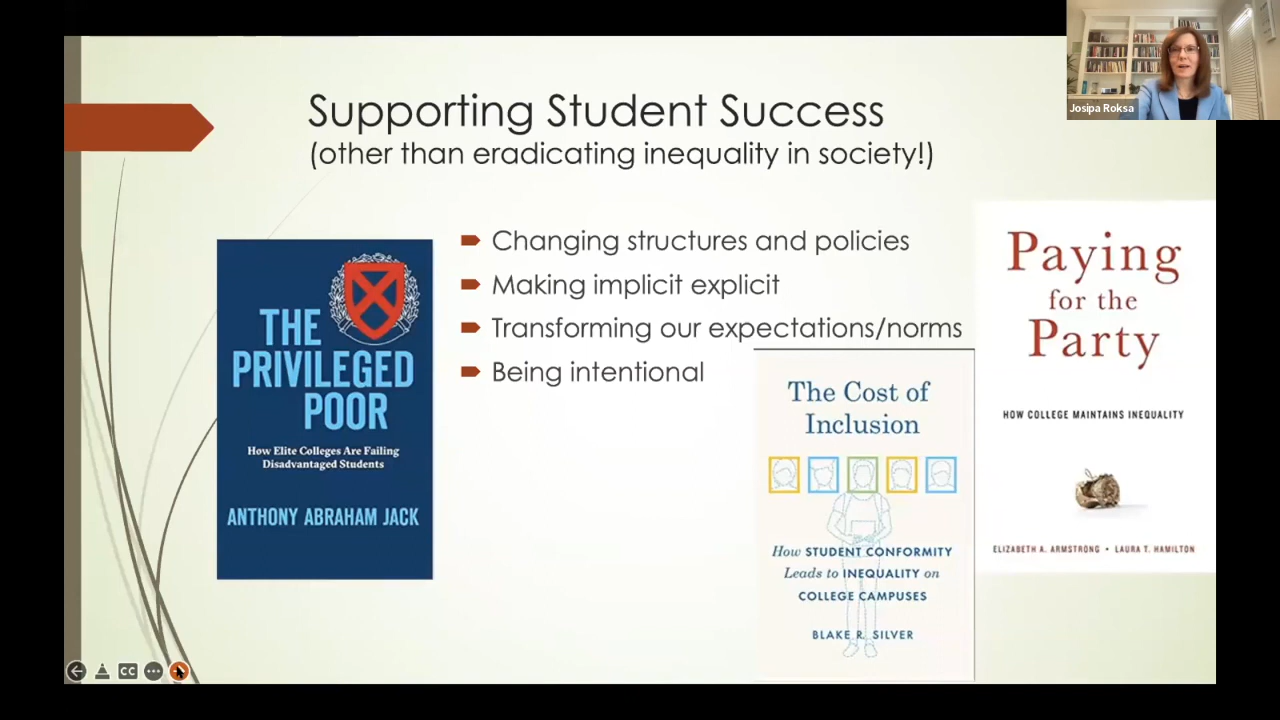 Josipa Roksa
Supporting Student Success
(other than eradicating inequality in society!)
Changing structures and policies
Making implicit explicit
Transforming our expectations/norms
Being intentional
THE
PRIVILEGED
POOR
How Elite Colleges Are Failing
Disadvantaged Students
ANTHONY ABRAHAM JACK
The Cost of
Inclusion
How STUDENT CONFORMITY
Leads to INEQUALITY on
COLLEGE CAMPUSES
BLAKE R. SILVER
Paying
for the
Party
HOW COLLEGE MAINTAINS INEQUALITY
ELIZABETH A. ARMSTRONG • LAURA T. HAMILTON
CC